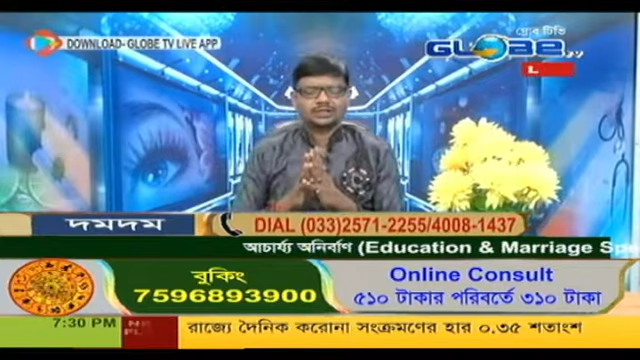 DOWNLOAD- GLOBE TV LIVE APP
গ্লোব টিভি
GLOBE TV
L
দমদম
DIAL (033)2571-2255/4008-1437
আচার্য্য অনির্বাণ (Education & Marriage Spe
বুকিং
7596893900
Online Consult
৫১০ টাকার পরিবর্তে ৩১০ টাকা
7:30 PM
রাজ্যে দৈনিক করোনা সংক্রমণের হার ০.৩৫ শতাংশ